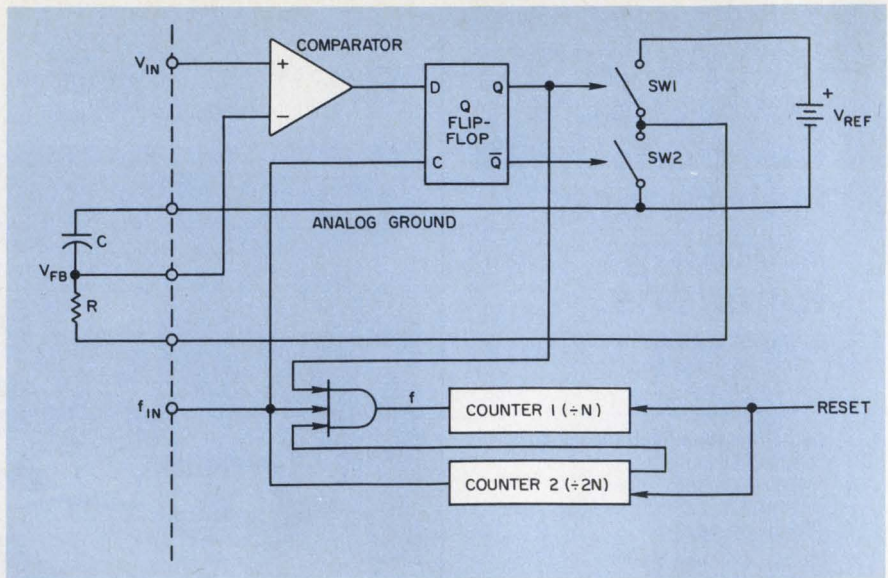 COMPARATOR
V_IN
+
−
D
Q
Q
FLIP-
FLOP
C
Q̅
SW1
SW2
+
V_REF
ANALOG GROUND
C
V_FB
R
f_IN
f
COUNTER 1 (÷N)
RESET
COUNTER 2 (÷2N)